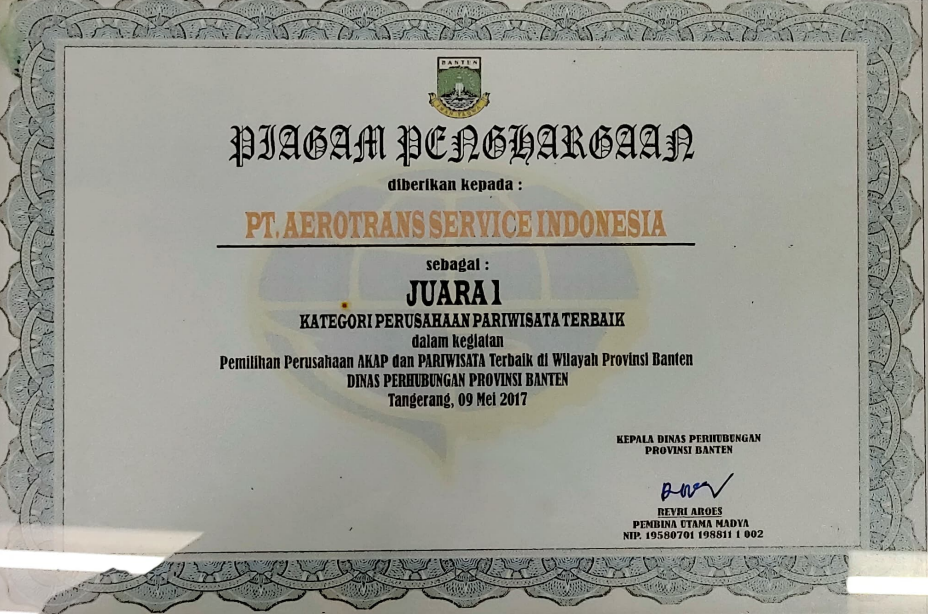 BANTEN
PIAGAM PENGHARGAAN
diberikan kepada :
PT. AEROTRANS SERVICE INDONESIA
sebagai :
JUARA 1
KATEGORI PERUSAHAAN PARIWISATA TERBAIK
dalam kegiatan
Pemilihan Perusahaan AKAP dan PARIWISATA Terbaik di Wilayah Provinsi Banten
DINAS PERHUBUNGAN PROVINSI BANTEN
Tangerang, 09 Mei 2017
KEPALA DINAS PERHUBUNGAN
PROVINSI BANTEN
REVRI AROES
PEMBINA UTAMA MADYA
NIP. 19580701 198811 1 002